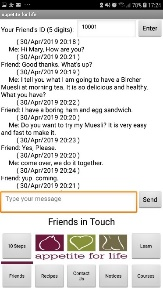 70% 17:24
appetite for life
Your Friend's ID (5 digits)
10001
Enter
( 30/Apr/2019 20:18 )
Me: Hi Mary, How are you?
( 30/Apr/2019 20:21 )
Friend: Good thanks. What's up?
( 30/Apr/2019 20:19 )
Me: I tell you what I am going to have a Bircher
Muesli at morning tea. It is so delicious and healthy.
What you have?
( 30/Apr/2019 20:22 )
Friend: I have a boring ham and egg sandwich.
( 30/Apr/2019 20:20 )
Me: Do you want to try my Muesli? It is very easy
and fast to make it.
( 30/Apr/2019 20:23 )
Friend: Yes, Please.
( 30/Apr/2019 20:20 )
Me: come over, we do it together.
( 30/Apr/2019 20:24 )
Friend: yup. coming.
( 30/Apr/2019 20:21 )
Type your message
Send
Friends in Touch
10 Steps
appetite for life
Learn
Friends
Recipes
Contact
Us
Notices
Courses